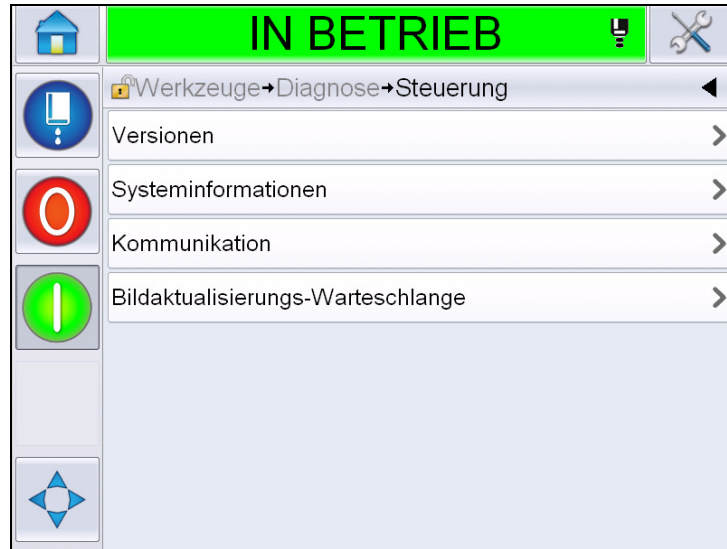 IN BETRIEB
Werkzeuge→Diagnose→Steuerung
Versionen
Systeminformationen
Kommunikation
Bildaktualisierungs-Warteschlange